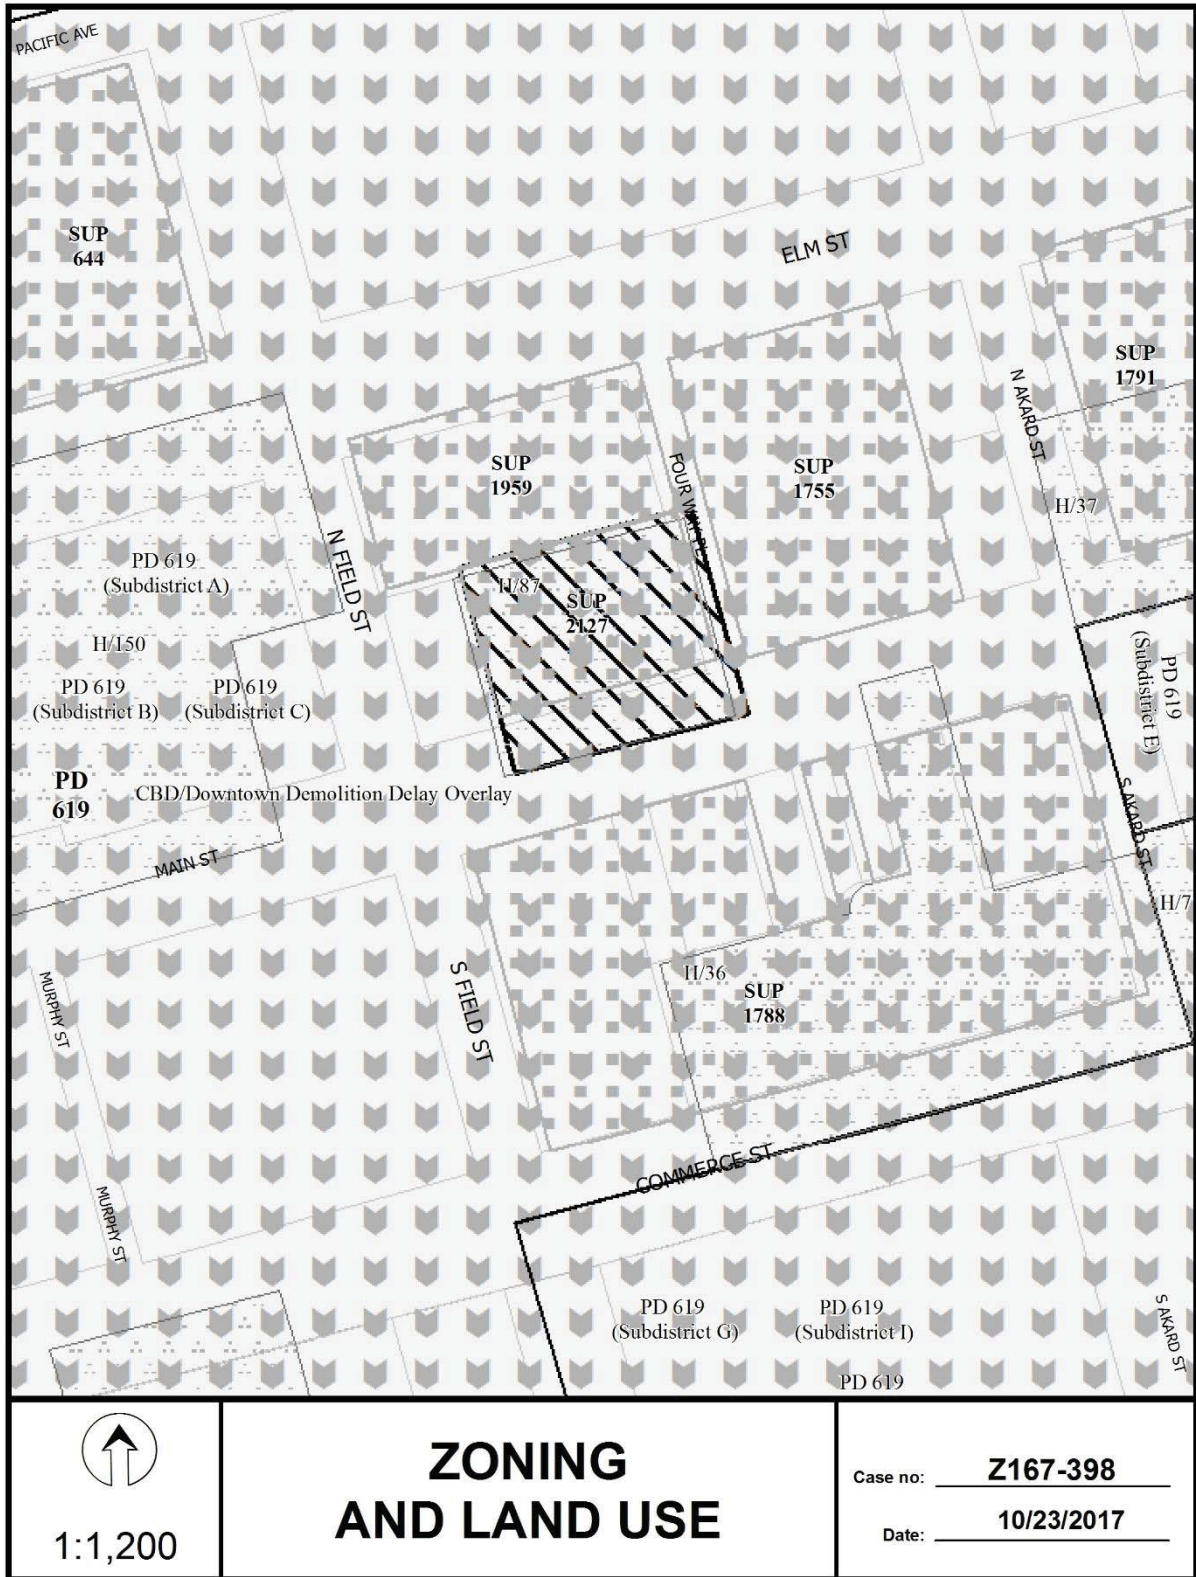 PACIFIC AVE
SUP
644
ELM ST
SUP
1791
N AKARD ST
SUP
1959
FOUR WAY PL
SUP
1755
H/37
N FIELD ST
PD 619
(Subdistrict A)
H/87
SUP
2127
H/150
PD 619
(Subdistrict B)
PD 619
(Subdistrict C)
PD 619
(Subdistrict E)
PD
619
CBD/Downtown Demolition Delay Overlay
S AKARD ST
MAIN ST
H/7
MURPHY ST
S FIELD ST
H/36
SUP
1788
COMMERCE ST
MURPHY ST
PD 619
(Subdistrict G)
PD 619
(Subdistrict I)
S AKARD ST
PD 619
1:1,200
ZONING
AND LAND USE
Case no: Z167-398
Date: 10/23/2017